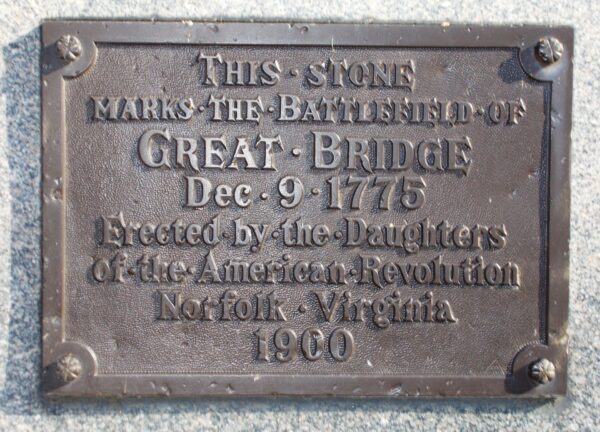 THIS · STONE
MARKS · THE · BATTLEFIELD · OF
GREAT · BRIDGE
Dec · 9 · 1775
Erected · by · the · Daughters
of · the · American · Revolution
Norfolk · Virginia
1900